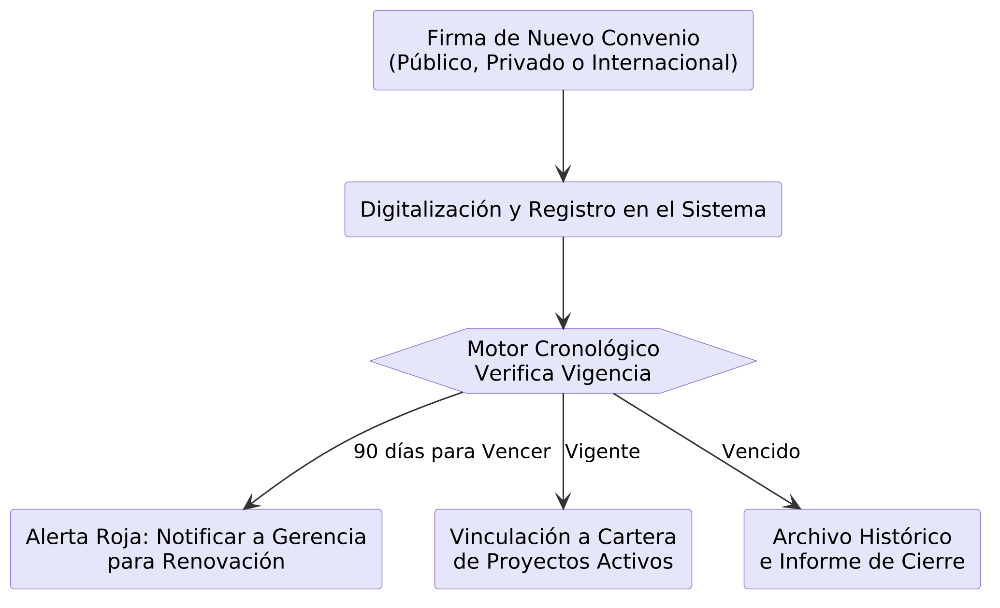 Firma de Nuevo Convenio
(Público, Privado o Internacional)
Digitalización y Registro en el Sistema
Motor Cronológico
Verifica Vigencia
90 días para Vencer
Vigente
Vencido
Alerta Roja: Notificar a Gerencia
para Renovación
Vinculación a Cartera
de Proyectos Activos
Archivo Histórico
e Informe de Cierre